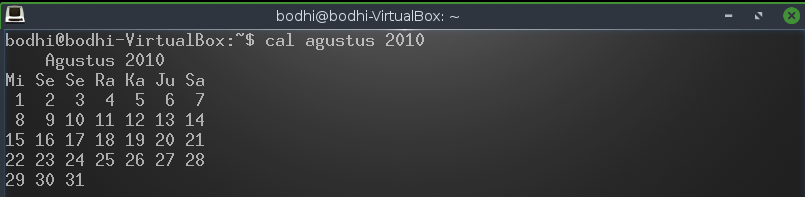 bodhi@bodhi-VirtualBox: ~
bodhi@bodhi-VirtualBox:~$ cal agustus 2010
    Agustus 2010
Mi Se Se Ra Ka Ju Sa
 1  2  3  4  5  6  7
 8  9 10 11 12 13 14
15 16 17 18 19 20 21
22 23 24 25 26 27 28
29 30 31